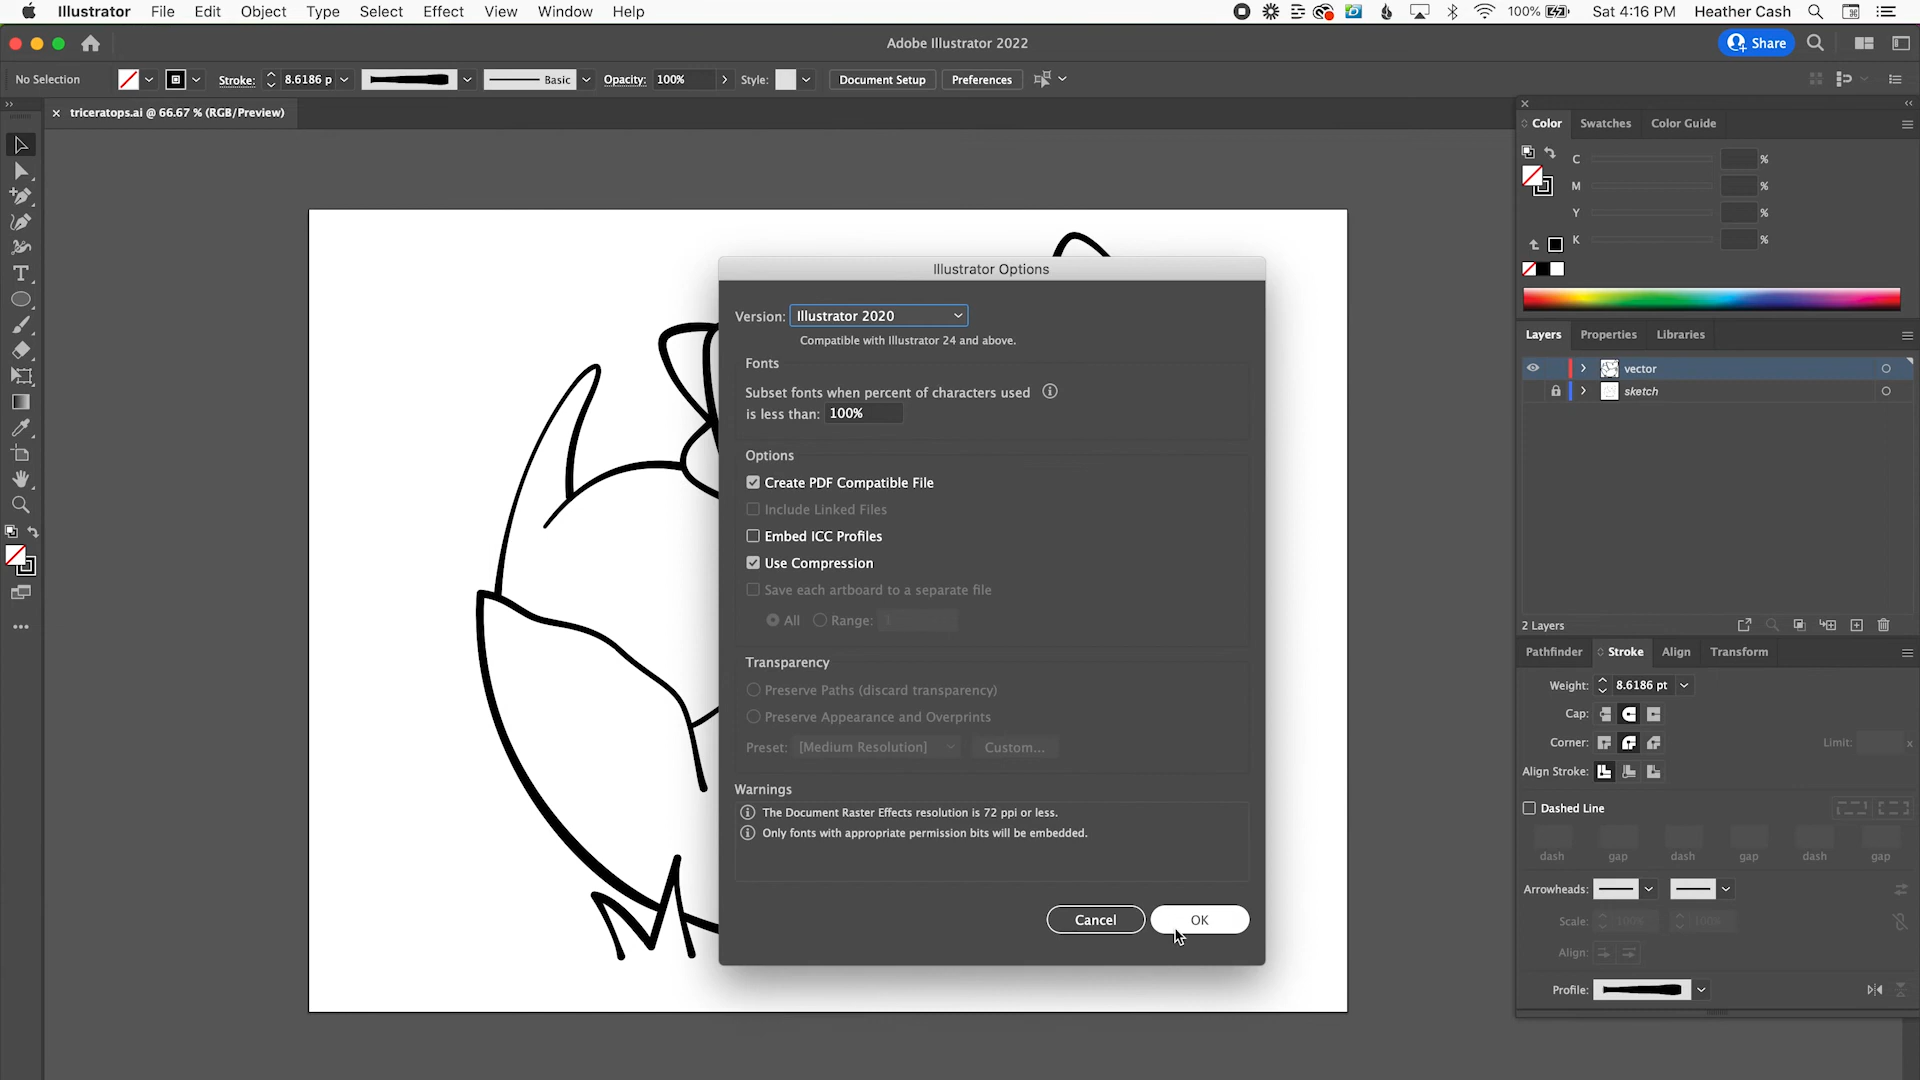 Illustrator File Edit Object Type Select Effect View Window Help 100% Sat 4:16 PM Heather Cash
Adobe Illustrator 2022 Share
No Selection Stroke: 8.6186 p Basic Opacity: 100% Style: Document Setup Preferences
triceratops.ai @ 66.67 % (RGB/Preview)
Color Swatches Color Guide
C %
M %
Y %
K %
Illustrator Options
Version: Illustrator 2020
Compatible with Illustrator 24 and above.
Fonts
Subset fonts when percent of characters used
is less than: 100%
Options
Create PDF Compatible File
Include Linked Files
Embed ICC Profiles
Use Compression
Save each artboard to a separate file
All Range: 1
Transparency
Preserve Paths (discard transparency)
Preserve Appearance and Overprints
Preset: [Medium Resolution] Custom...
Warnings
The Document Raster Effects resolution is 72 ppi or less.
Only fonts with appropriate permission bits will be embedded.
Cancel OK
Layers Properties Libraries
vector
sketch
2 Layers
Pathfinder Stroke Align Transform
Weight: 8.6186 pt
Cap:
Corner: Limit: x
Align Stroke:
Dashed Line
dash gap dash gap dash gap
Arrowheads:
Scale: 100% 100%
Align:
Profile: